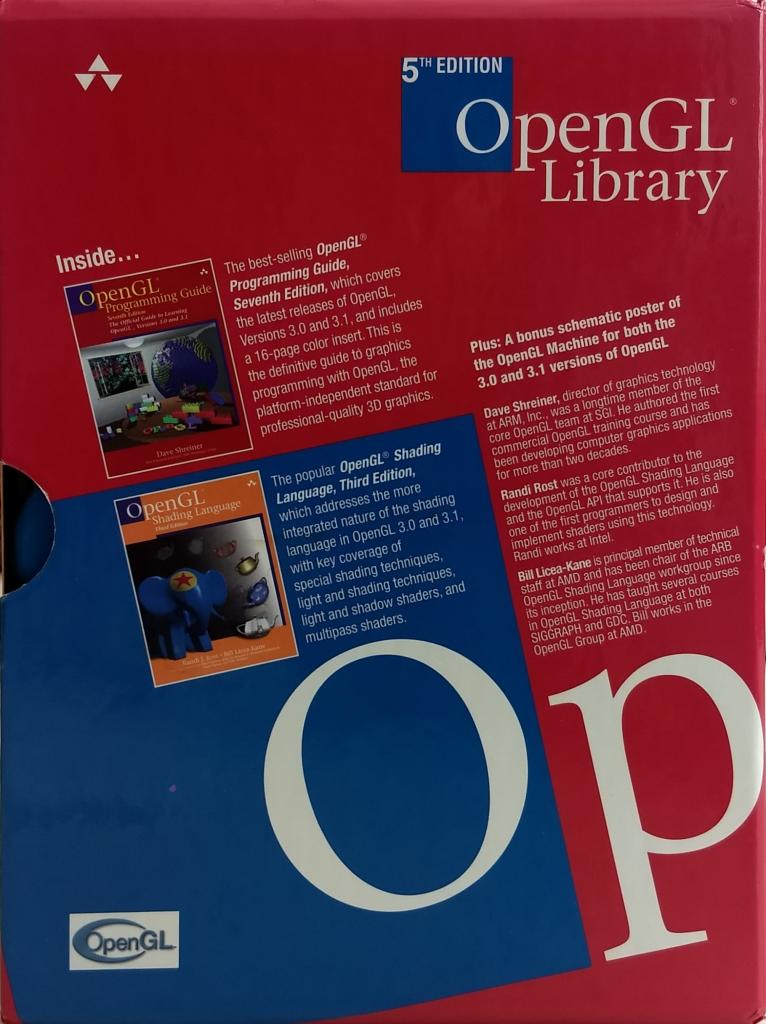 5TH EDITION
OpenGL®
Library
Inside...
OpenGL®
Programming Guide
Seventh Edition
The Official Guide to Learning
OpenGL, Versions 3.0 and 3.1
Dave Shreiner
The best-selling OpenGL®
Programming Guide,
Seventh Edition, which covers
the latest releases of OpenGL,
Versions 3.0 and 3.1, and includes
a 16-page color insert. This is
the definitive guide to graphics
programming with OpenGL, the
platform-independent standard for
professional-quality 3D graphics.
OpenGL
Shading Language
Third Edition
Randi J. Rost • Bill Licea-Kane
The popular OpenGL® Shading
Language, Third Edition,
which addresses the more
integrated nature of the shading
language in OpenGL 3.0 and 3.1,
with key coverage of
special shading techniques,
light and shading techniques,
light and shadow shaders, and
multipass shaders.
Plus: A bonus schematic poster of
the OpenGL Machine for both the
3.0 and 3.1 versions of OpenGL
Dave Shreiner, director of graphics technology
at ARM, Inc., was a longtime member of the
core OpenGL team at SGI. He authored the first
commercial OpenGL training course and has
been developing computer graphics applications
for more than two decades.
Randi Rost was a core contributor to the
development of the OpenGL Shading Language
and the OpenGL API that supports it. He is also
one of the first programmers to design and
implement shaders using this technology.
Randi works at Intel.
Bill Licea-Kane is principal member of technical
staff at AMD and has been chair of the ARB
OpenGL Shading Language workgroup since
its inception. He has taught several courses
in OpenGL Shading Language at both
SIGGRAPH and GDC. Bill works in the
OpenGL Group at AMD.
Op
OpenGL